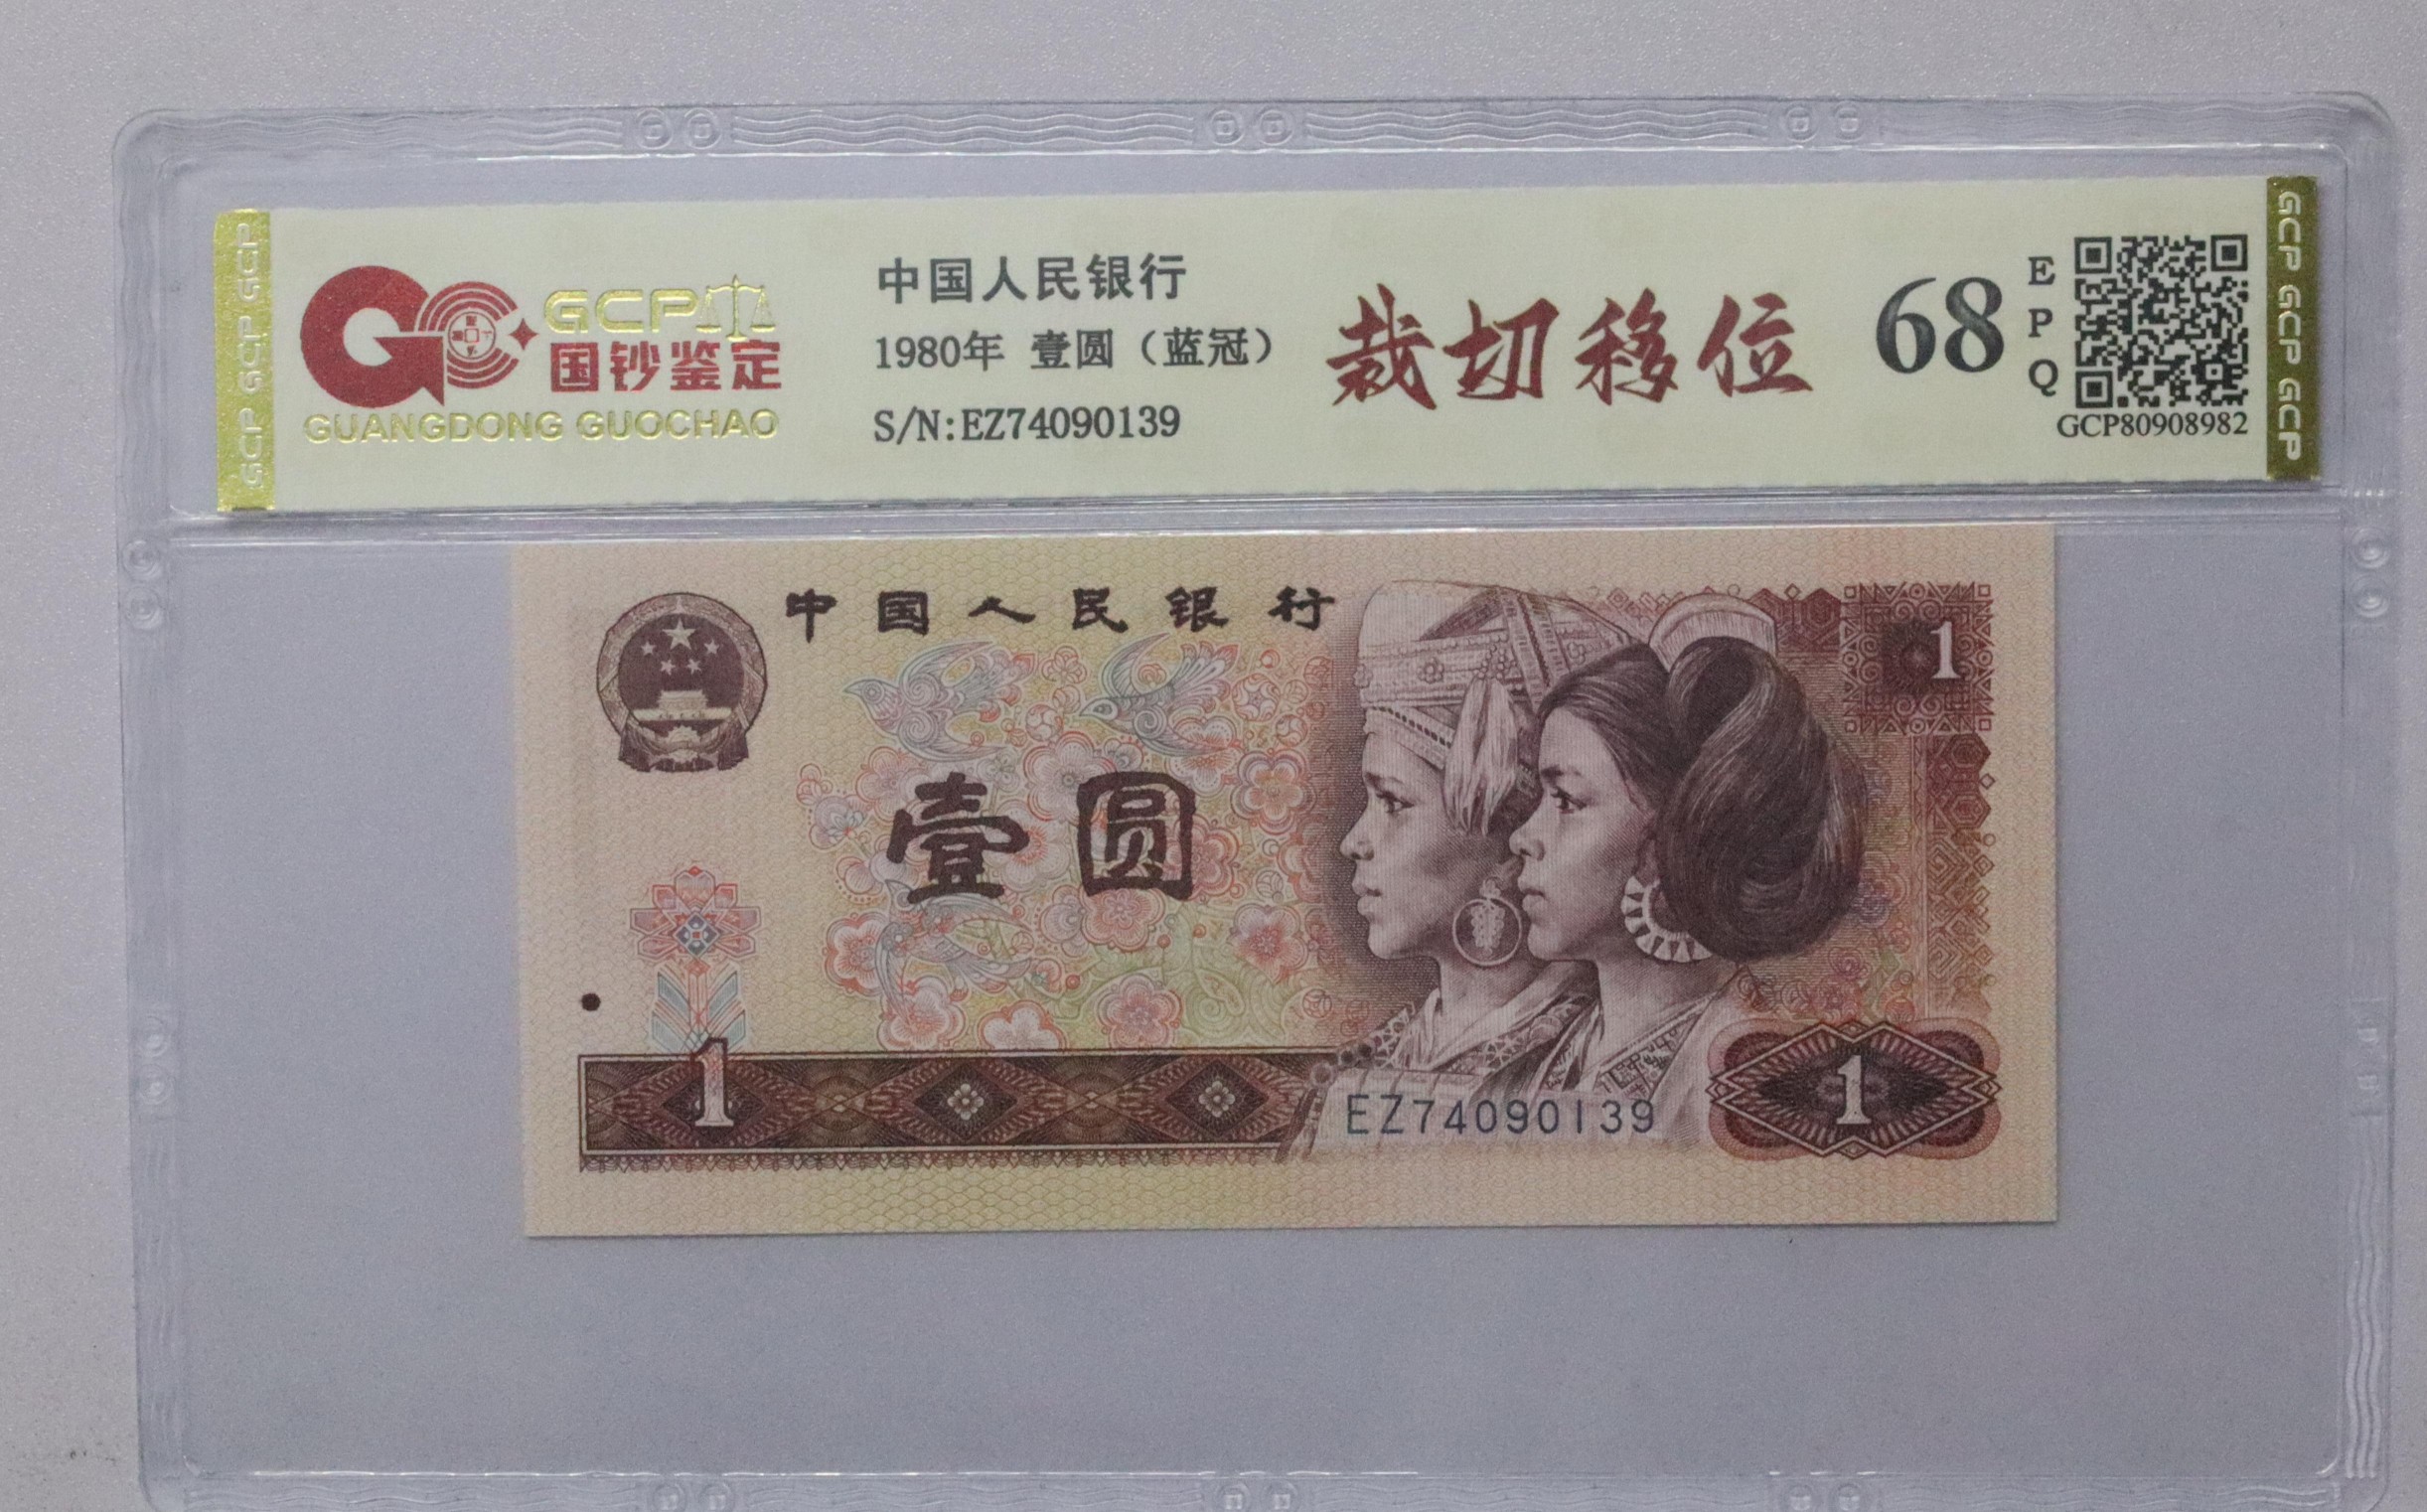 GCP GCP GCP
GCP
国钞鉴定
GUANGDONG GUOCHAO
中国人民银行
1980年 壹圆（蓝冠）
S/N:EZ74090139
裁切移位
68
E
P
Q
GCP80908982
GCP GCP GCP
中国人民银行
1
壹圆
1
EZ74090139
1